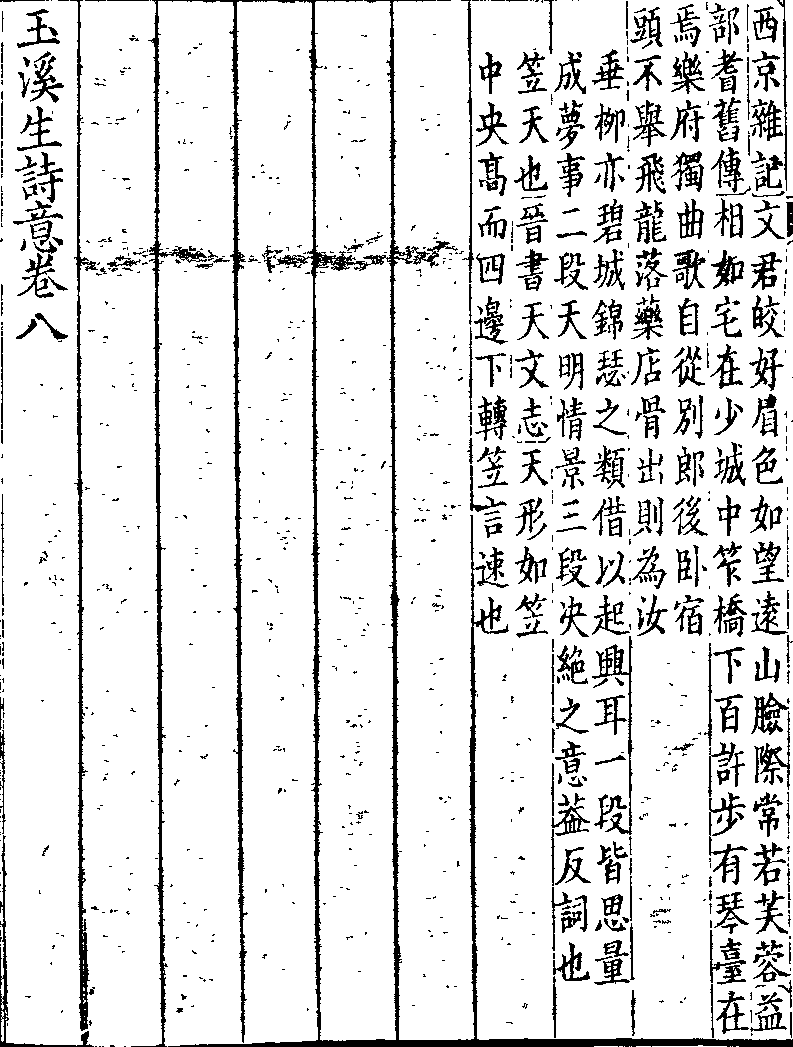 西京雜記文君皎好眉色如望遠山臉際常若芙蓉益
部耆舊傳相如宅在少城中笮橋下百許步有琴臺在
焉樂府獨曲歌自從別郎後卧宿
頭不舉飛龍落藥店骨出則為汝
垂柳亦碧城錦瑟之類借以起興耳一段皆思量
成夢事二段天明情景三段决絶之意葢反詞也
笠天也晉書天文志天形如笠
中央髙而四邊下轉笠言速也
玉溪生詩意卷八